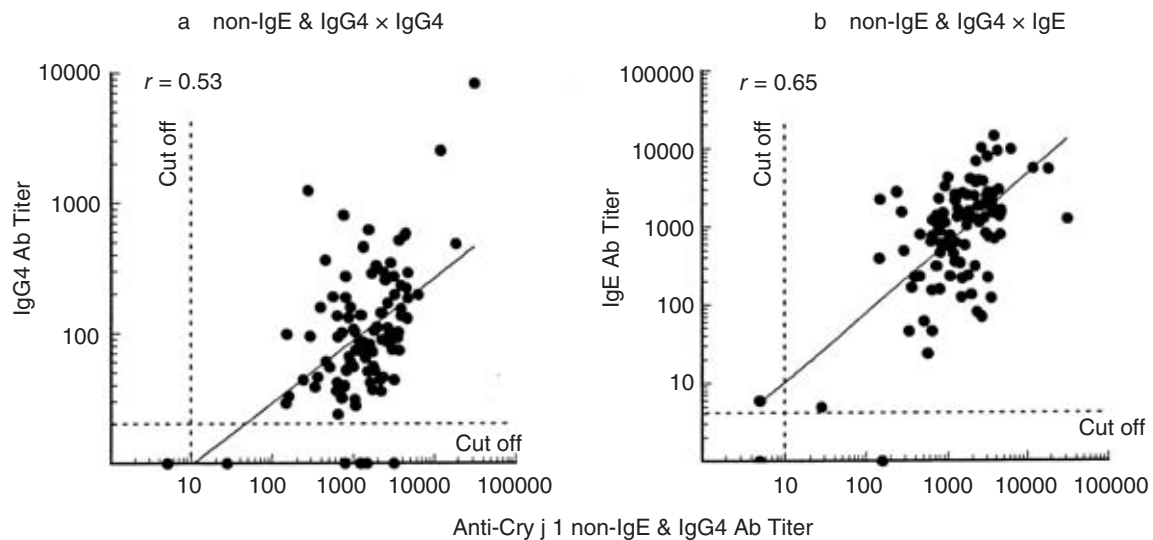 a non-IgE & IgG4 × IgG4
r = 0.53
Cut off
IgG4 Ab Titer
10000
1000
100
Cut off
10 100 1000 10000 100000
b non-IgE & IgG4 × IgE
r = 0.65
Cut off
IgE Ab Titer
100000
10000
1000
100
10
Cut off
10 100 1000 10000 100000
Anti-Cry j 1 non-IgE & IgG4 Ab Titer